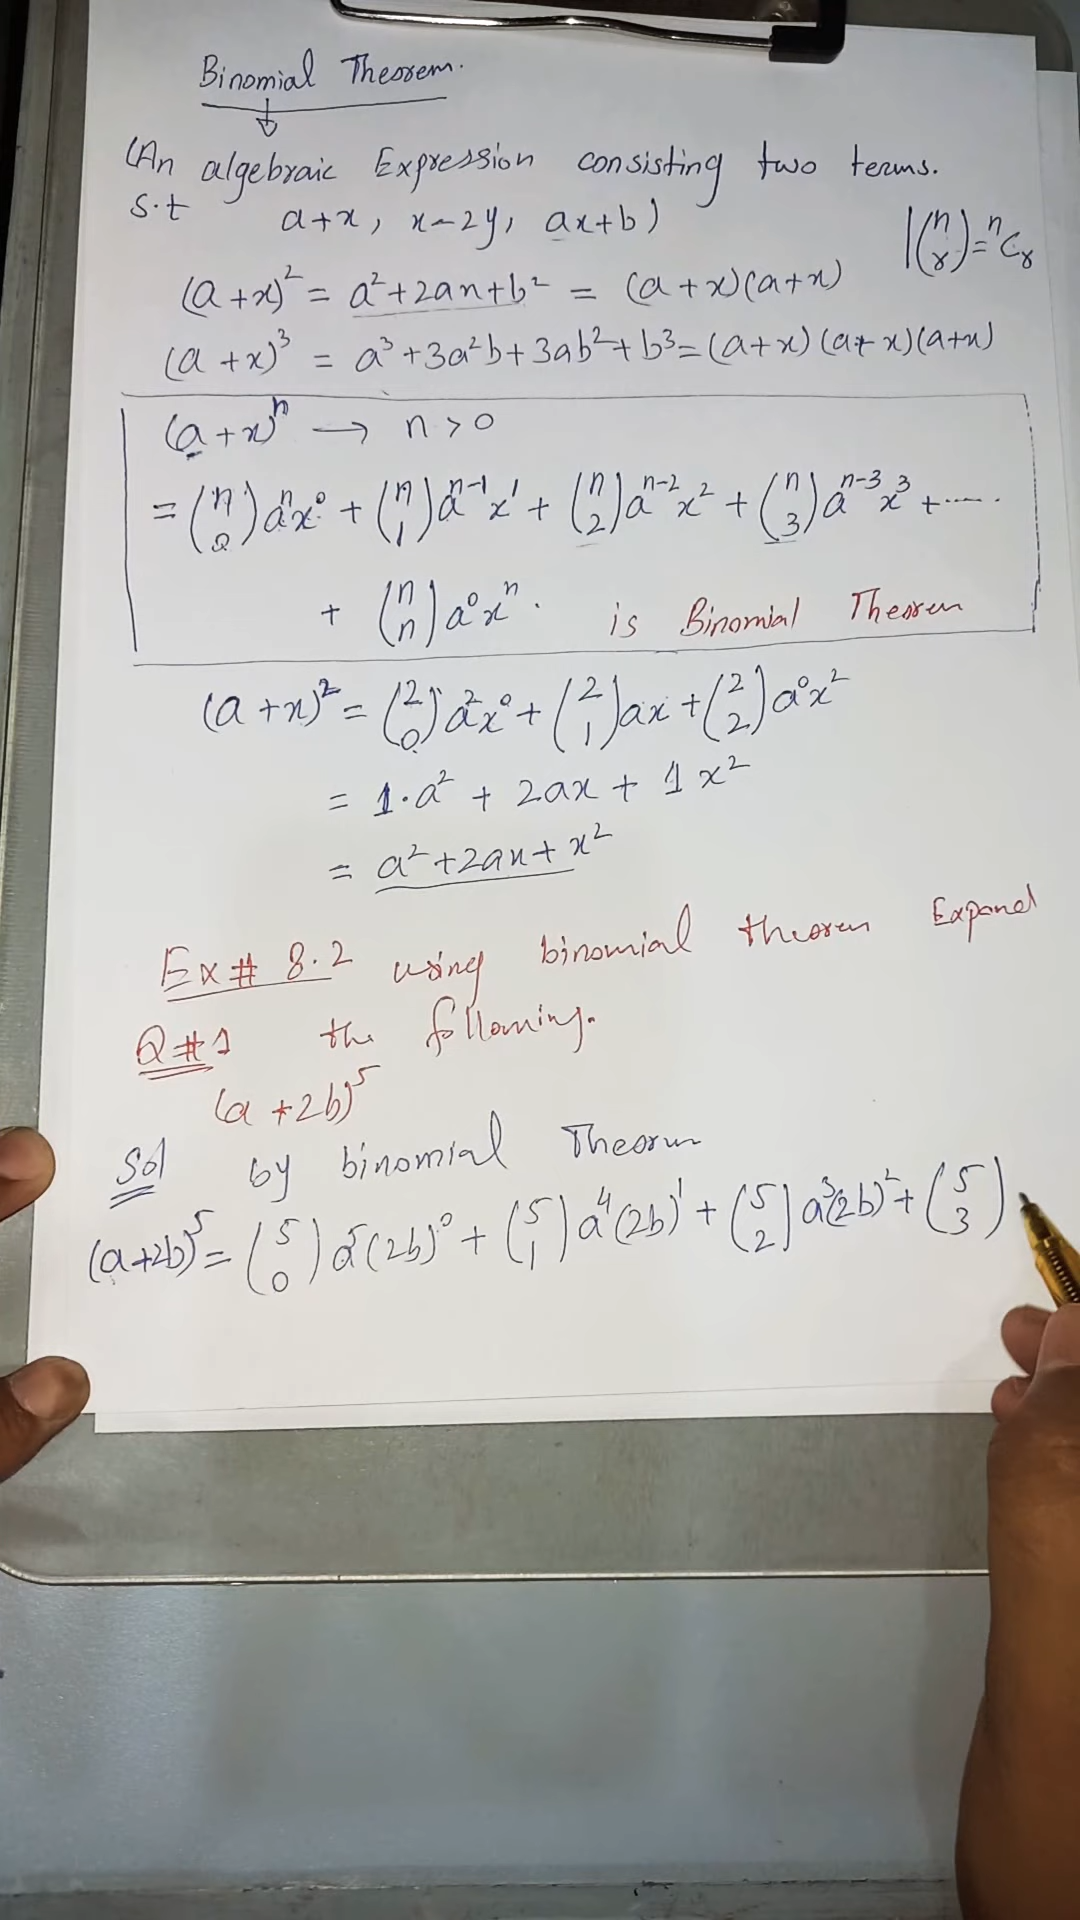 Binomial Theorem.
(An algebraic Expression consisting two terms.
s.t a+x, x-2y, ax+b)
|(n r) = ⁿCᵣ
(a+x)² = a²+2ax+b² = (a+x)(a+x)
(a+x)³ = a³+3a²b+3ab²+b³=(a+x)(a+x)(a+x)
(a+x)ⁿ → n>0
= (n 0)aⁿx⁰ + (n 1)aⁿ⁻¹x¹ + (n 2)aⁿ⁻²x² + (n 3)aⁿ⁻³x³ + .....
+ (n n)a⁰xⁿ. is Binomial Theorem
(a+x)² = (2 0)a²x⁰ + (2 1)ax + (2 2)a⁰x²
= 1·a² + 2ax + 1x²
= a²+2ax+x²
Ex# 8.2 using binomial theorem Expand
Q#1 the following.
(a+2b)⁵
Sol by binomial Theorem
(a+2b)⁵ = (5 0)a⁵(2b)⁰ + (5 1)a⁴(2b)¹ + (5 2)a³(2b)² + (5 3)